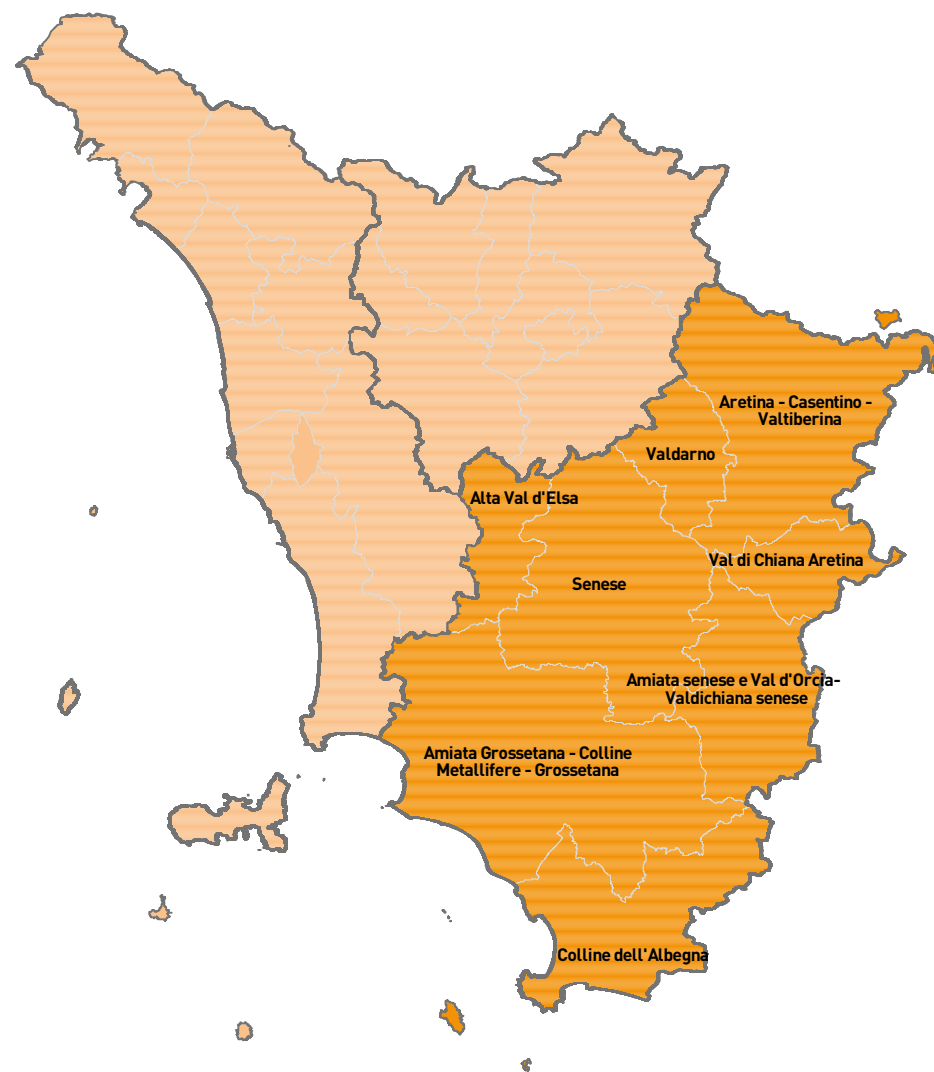 Aretina - Casentino -
Valtiberina
Valdarno
Alta Val d'Elsa
Val di Chiana Aretina
Senese
Amiata senese e Val d'Orcia-
Valdichiana senese
Amiata Grossetana - Colline
Metallifere - Grossetana
Colline dell'Albegna